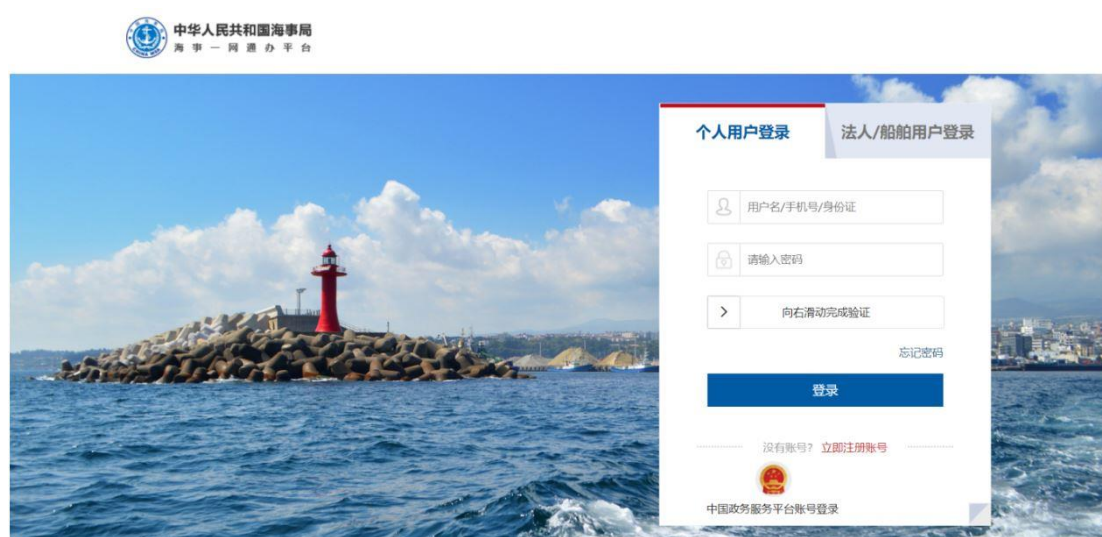 中华人民共和国海事局
海事一网通办平台
个人用户登录
法人/船舶用户登录
用户名/手机号/身份证
请输入密码
向右滑动完成验证
忘记密码
登录
没有账号? 立即注册账号
中国政务服务平台账号登录